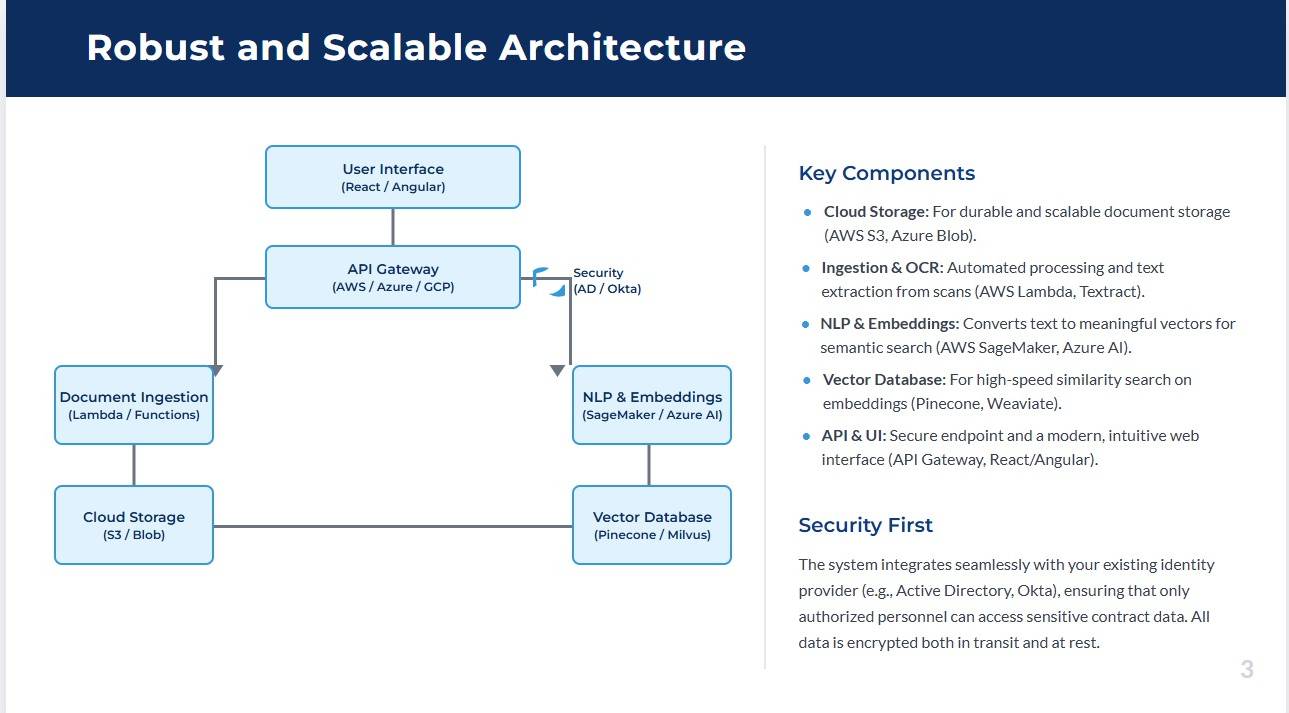 Robust and Scalable Architecture
User Interface
(React / Angular)
API Gateway
(AWS / Azure / GCP)
Security
(AD / Okta)
Document Ingestion
(Lambda / Functions)
NLP & Embeddings
(SageMaker / Azure AI)
Cloud Storage
(S3 / Blob)
Vector Database
(Pinecone / Milvus)
Key Components
Cloud Storage: For durable and scalable document storage
(AWS S3, Azure Blob).
Ingestion & OCR: Automated processing and text
extraction from scans (AWS Lambda, Textract).
NLP & Embeddings: Converts text to meaningful vectors for
semantic search (AWS SageMaker, Azure AI).
Vector Database: For high-speed similarity search on
embeddings (Pinecone, Weaviate).
API & UI: Secure endpoint and a modern, intuitive web
interface (API Gateway, React/Angular).
Security First
The system integrates seamlessly with your existing identity
provider (e.g., Active Directory, Okta), ensuring that only
authorized personnel can access sensitive contract data. All
data is encrypted both in transit and at rest.
3